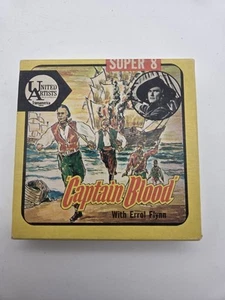 SUPER 8
UNITED
ARTISTS
"Captain Blood"
With Errol Flynn